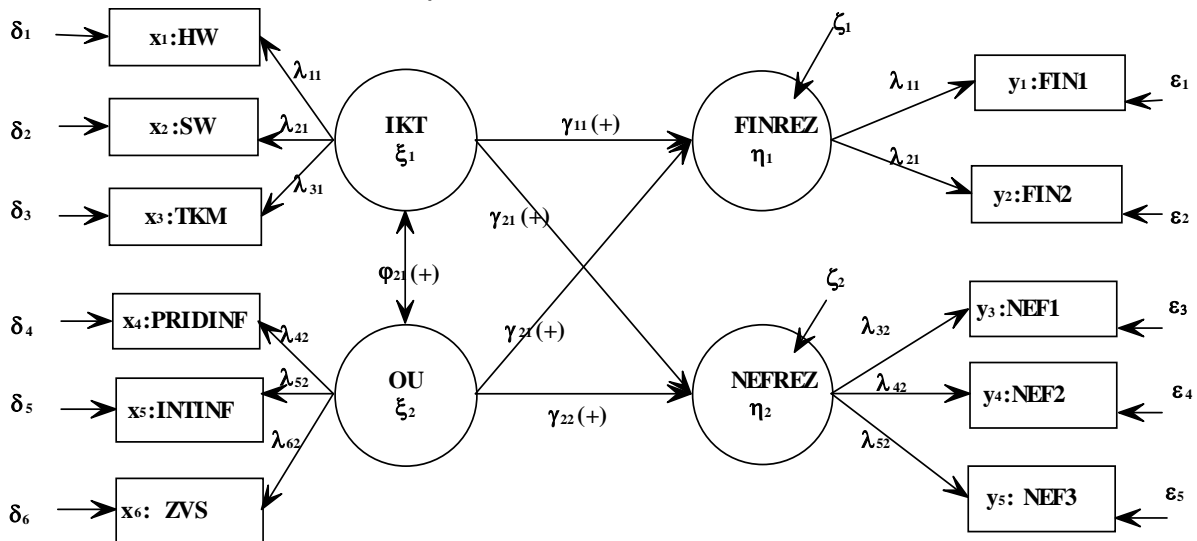 δ1
x1:HW
λ11
δ2
x2:SW
λ21
δ3
x3:TKM
λ31
IKT
ξ1
γ11(+)
ζ1
FINREZ
η1
λ11
y1:FIN1
ε1
λ21
y2:FIN2
ε2
γ21(+)
φ21(+)
γ21(+)
δ4
x4:PRIDINF
λ42
δ5
x5:INTINF
λ52
δ6
x6: ZVS
λ62
OU
ξ2
γ22(+)
ζ2
NEFREZ
η2
λ32
y3:NEF1
ε3
λ42
y4:NEF2
ε4
λ52
y5: NEF3
ε5